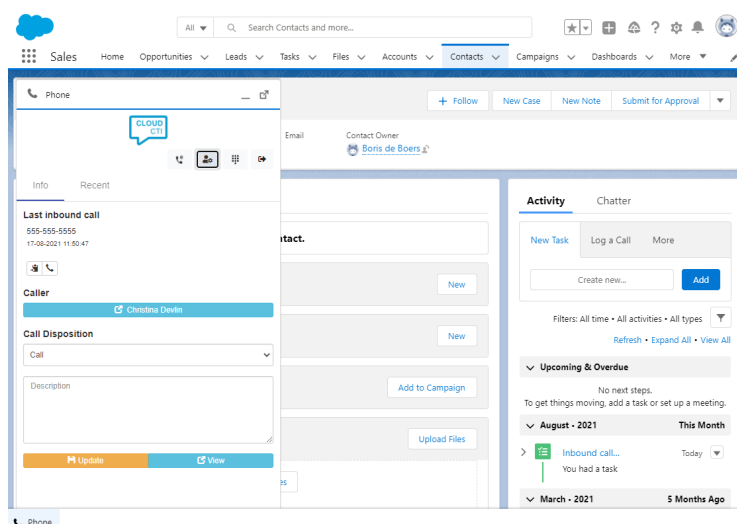 All
Search Contacts and more...
Sales
Home
Opportunities
Leads
Tasks
Files
Accounts
Contacts
Campaigns
Dashboards
More
Phone
CLOUD
CTI
Info
Recent
Last inbound call
555-555-5555
17-08-2021 11:50:47
Caller
Christina Devlin
Call Disposition
Call
Description
Update
View
Follow
New Case
New Note
Submit for Approval
Email
Contact Owner
Boris de Boers
ntact.
New
New
Add to Campaign
Upload Files
es
Activity
Chatter
New Task
Log a Call
More
Create new...
Add
Filters: All time • All activities • All types
Refresh • Expand All • View All
Upcoming & Overdue
No next steps.
To get things moving, add a task or set up a meeting.
August • 2021
This Month
Inbound call...
Today
You had a task
March • 2021
5 Months Ago
Phone